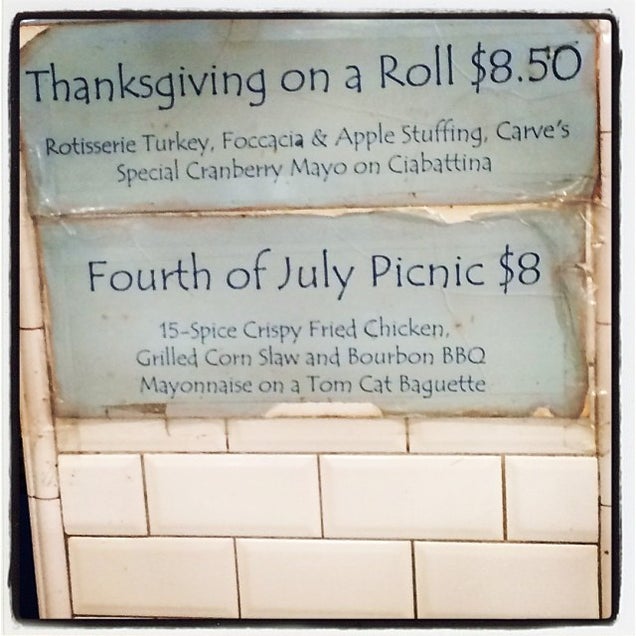 Thanksgiving on a Roll $8.50
Rotisserie Turkey, Foccacia & Apple Stuffing, Carve's
Special Cranberry Mayo on Ciabattina
Fourth of July Picnic $8
15-Spice Crispy Fried Chicken,
Grilled Corn Slaw and Bourbon BBQ
Mayonnaise on a Tom Cat Baguette